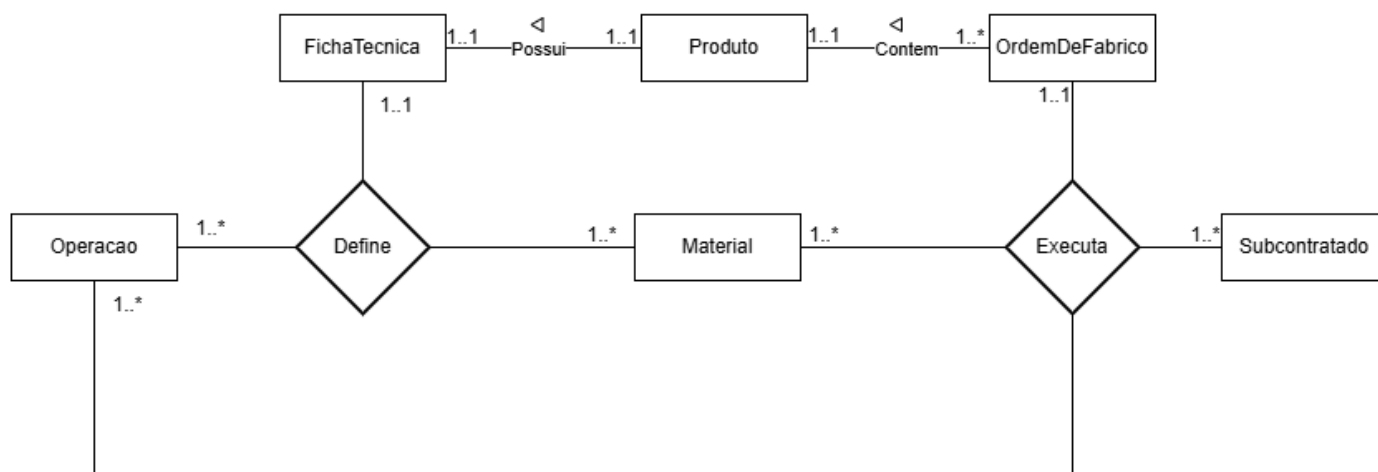 FichaTecnica
1..1
Possui
1..1
Produto
1..1
Contem
1..*
OrdemDeFabrico
1..1
1..1
Operacao
1..*
Define
1..*
Material
1..*
Executa
1..*
Subcontratado
1..*